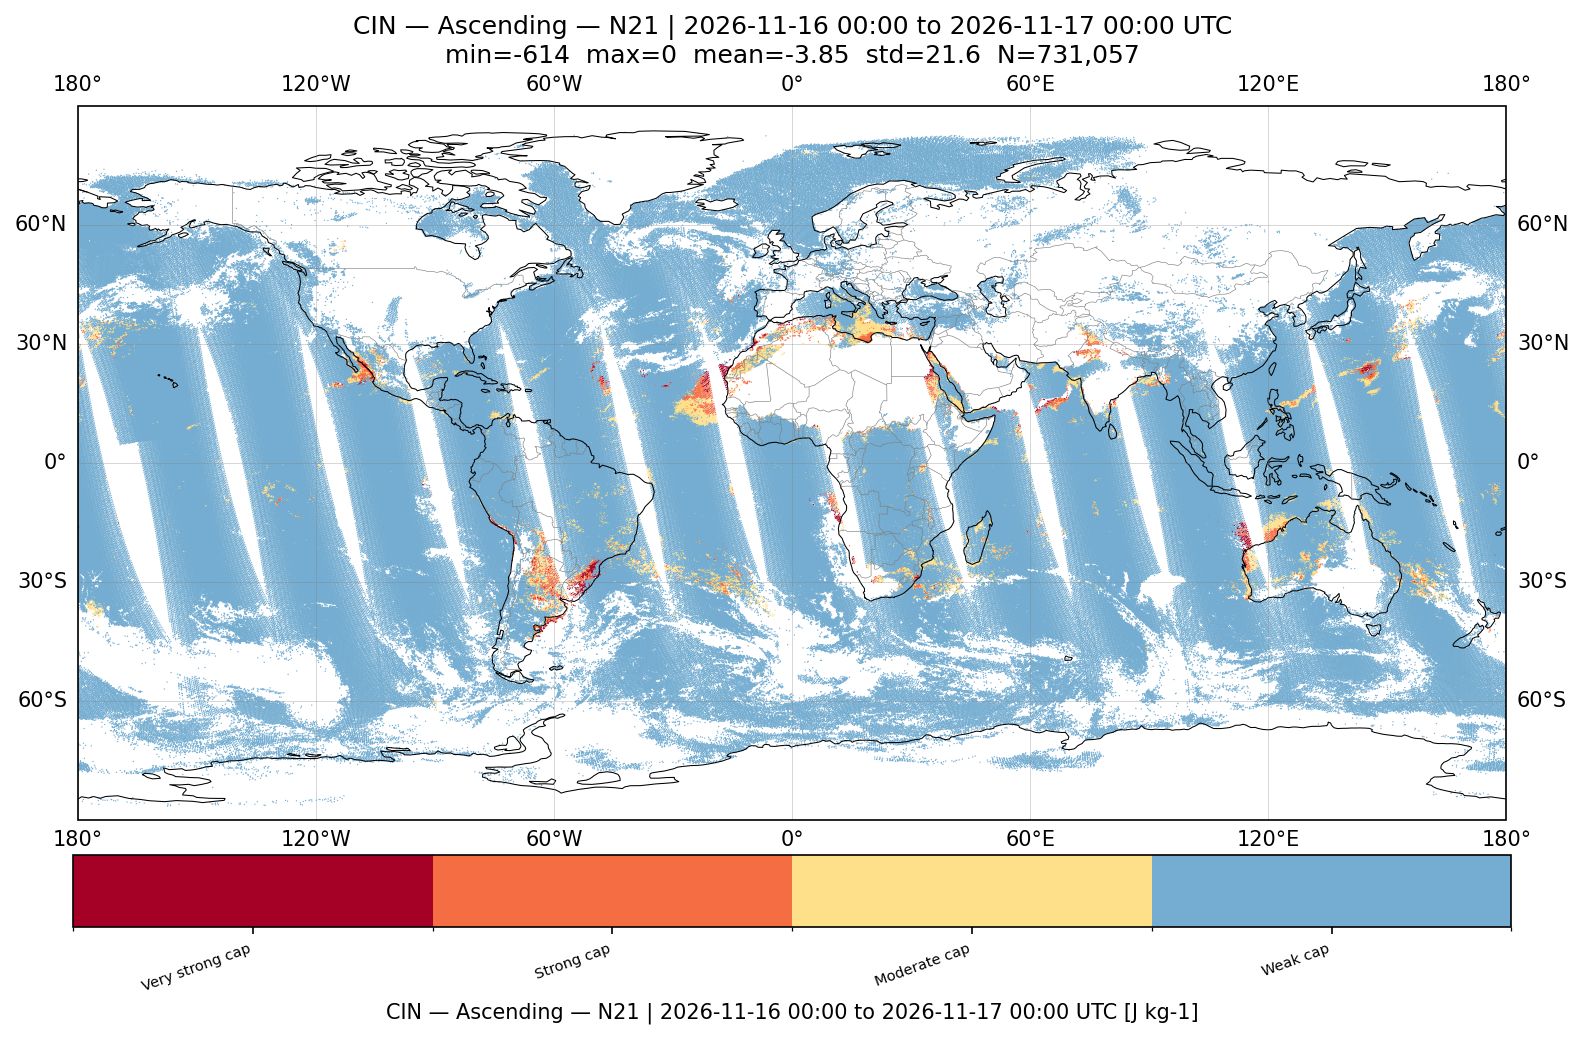 CIN — Ascending — N21 | 2026-11-16 00:00 to 2026-11-17 00:00 UTC
min=-614 max=0 mean=-3.85 std=21.6 N=731,057
180° 120°W 60°W 0° 60°E 120°E 180°
60°N 60°N
30°N 30°N
0° 0°
30°S 30°S
60°S 60°S
180° 120°W 60°W 0° 60°E 120°E 180°
Very strong cap Strong cap Moderate cap Weak cap
CIN — Ascending — N21 | 2026-11-16 00:00 to 2026-11-17 00:00 UTC [J kg-1]